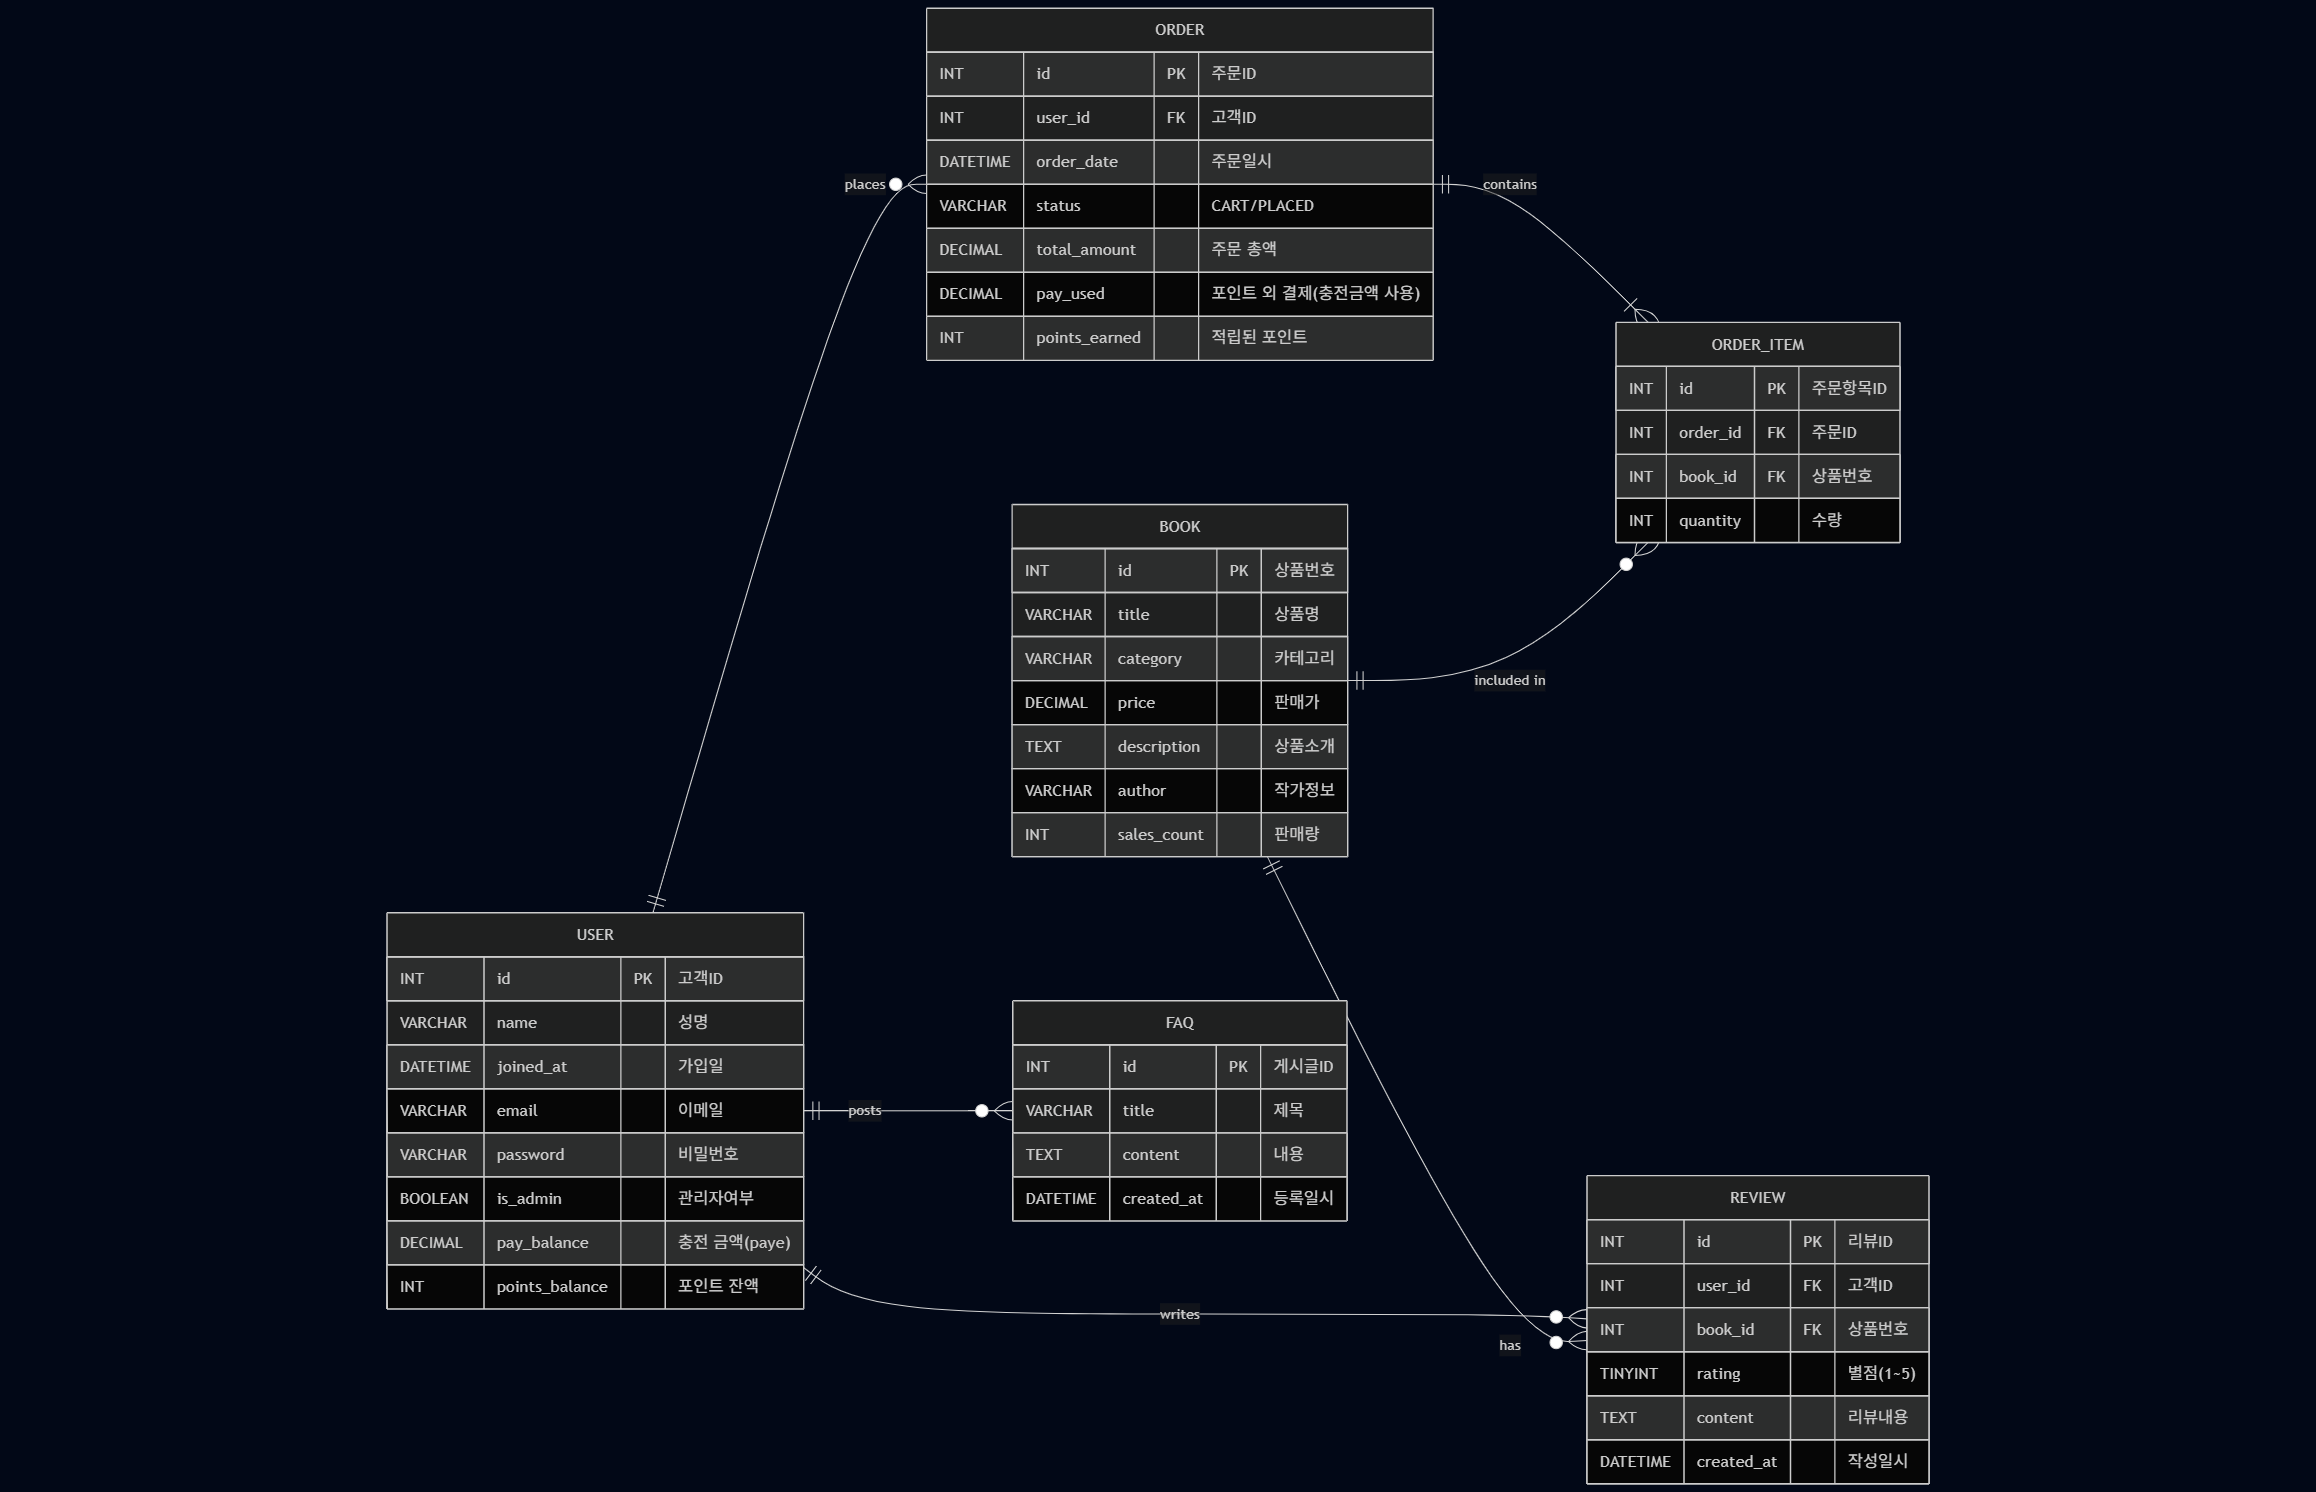 ORDER
INT id PK 주문ID
INT user_id FK 고객ID
DATETIME order_date 주문일시
VARCHAR status CART/PLACED
DECIMAL total_amount 주문 총액
DECIMAL pay_used 포인트 외 결제(충전금액 사용)
INT points_earned 적립된 포인트
places
contains
ORDER_ITEM
INT id PK 주문항목ID
INT order_id FK 주문ID
INT book_id FK 상품번호
INT quantity 수량
BOOK
INT id PK 상품번호
VARCHAR title 상품명
VARCHAR category 카테고리
DECIMAL price 판매가
TEXT description 상품소개
VARCHAR author 작가정보
INT sales_count 판매량
included in
USER
INT id PK 고객ID
VARCHAR name 성명
DATETIME joined_at 가입일
VARCHAR email 이메일
VARCHAR password 비밀번호
BOOLEAN is_admin 관리자여부
DECIMAL pay_balance 충전 금액(paye)
INT points_balance 포인트 잔액
posts
FAQ
INT id PK 게시글ID
VARCHAR title 제목
TEXT content 내용
DATETIME created_at 등록일시
writes
has
REVIEW
INT id PK 리뷰ID
INT user_id FK 고객ID
INT book_id FK 상품번호
TINYINT rating 별점(1~5)
TEXT content 리뷰내용
DATETIME created_at 작성일시